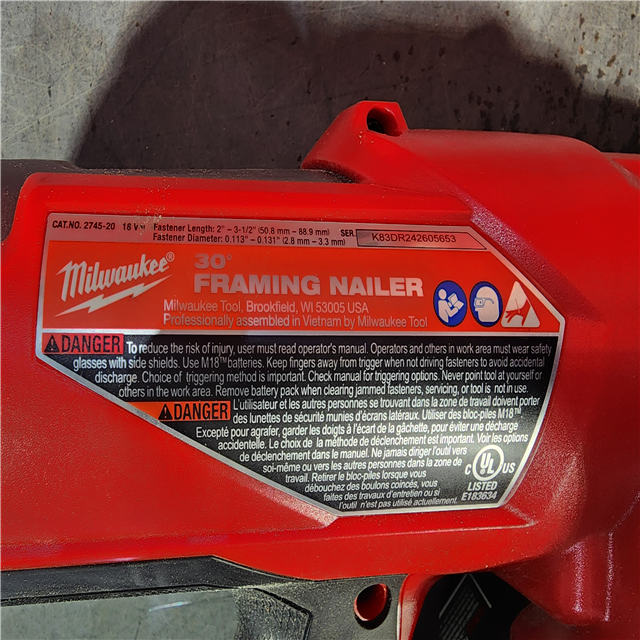 CAT.NO. 2745-20 18 V⎓ Fastener Length: 2" – 3-1/2" (50.8 mm – 88.9 mm) SER. K83DR242605653
Fastener Diameter: 0.113" – 0.131" (2.8 mm – 3.3 mm)
Milwaukee®
30°
FRAMING NAILER
Milwaukee Tool, Brookfield, WI 53005 USA
Professionally assembled in Vietnam by Milwaukee Tool
⚠DANGER To reduce the risk of injury, user must read operator's manual. Operators and others in work area must wear safety
glasses with side shields. Use M18™ batteries. Keep fingers away from trigger when not driving fasteners to avoid accidental
discharge. Choice of triggering method is important. Check manual for triggering options. Never point tool at yourself or
others in the work area. Remove battery pack when clearing jammed fasteners, servicing, or tool is not in use.
⚠DANGER L'utilisateur et les autres personnes se trouvant dans la zone de travail doivent porter
des lunettes de sécurité munies d'écrans latéraux. Utiliser des bloc-piles M18™
Excepté pour agrafer, garder les doigts à l'écart de la gâchette, pour éviter une décharge
accidentelle. Le choix de la méthode de déclenchement est important. Voir les options
de déclenchement dans le manuel. Ne jamais diriger l'outil vers
soi-même ou vers les autres personnes dans la zone de
travail. Retirer le bloc-piles lorsque vous
débouchez des boulons coincés, vous
faites des travaux d'entretien ou si
l'outil n'est pas utilisé actuellement.
C UL US
LISTED
E183634